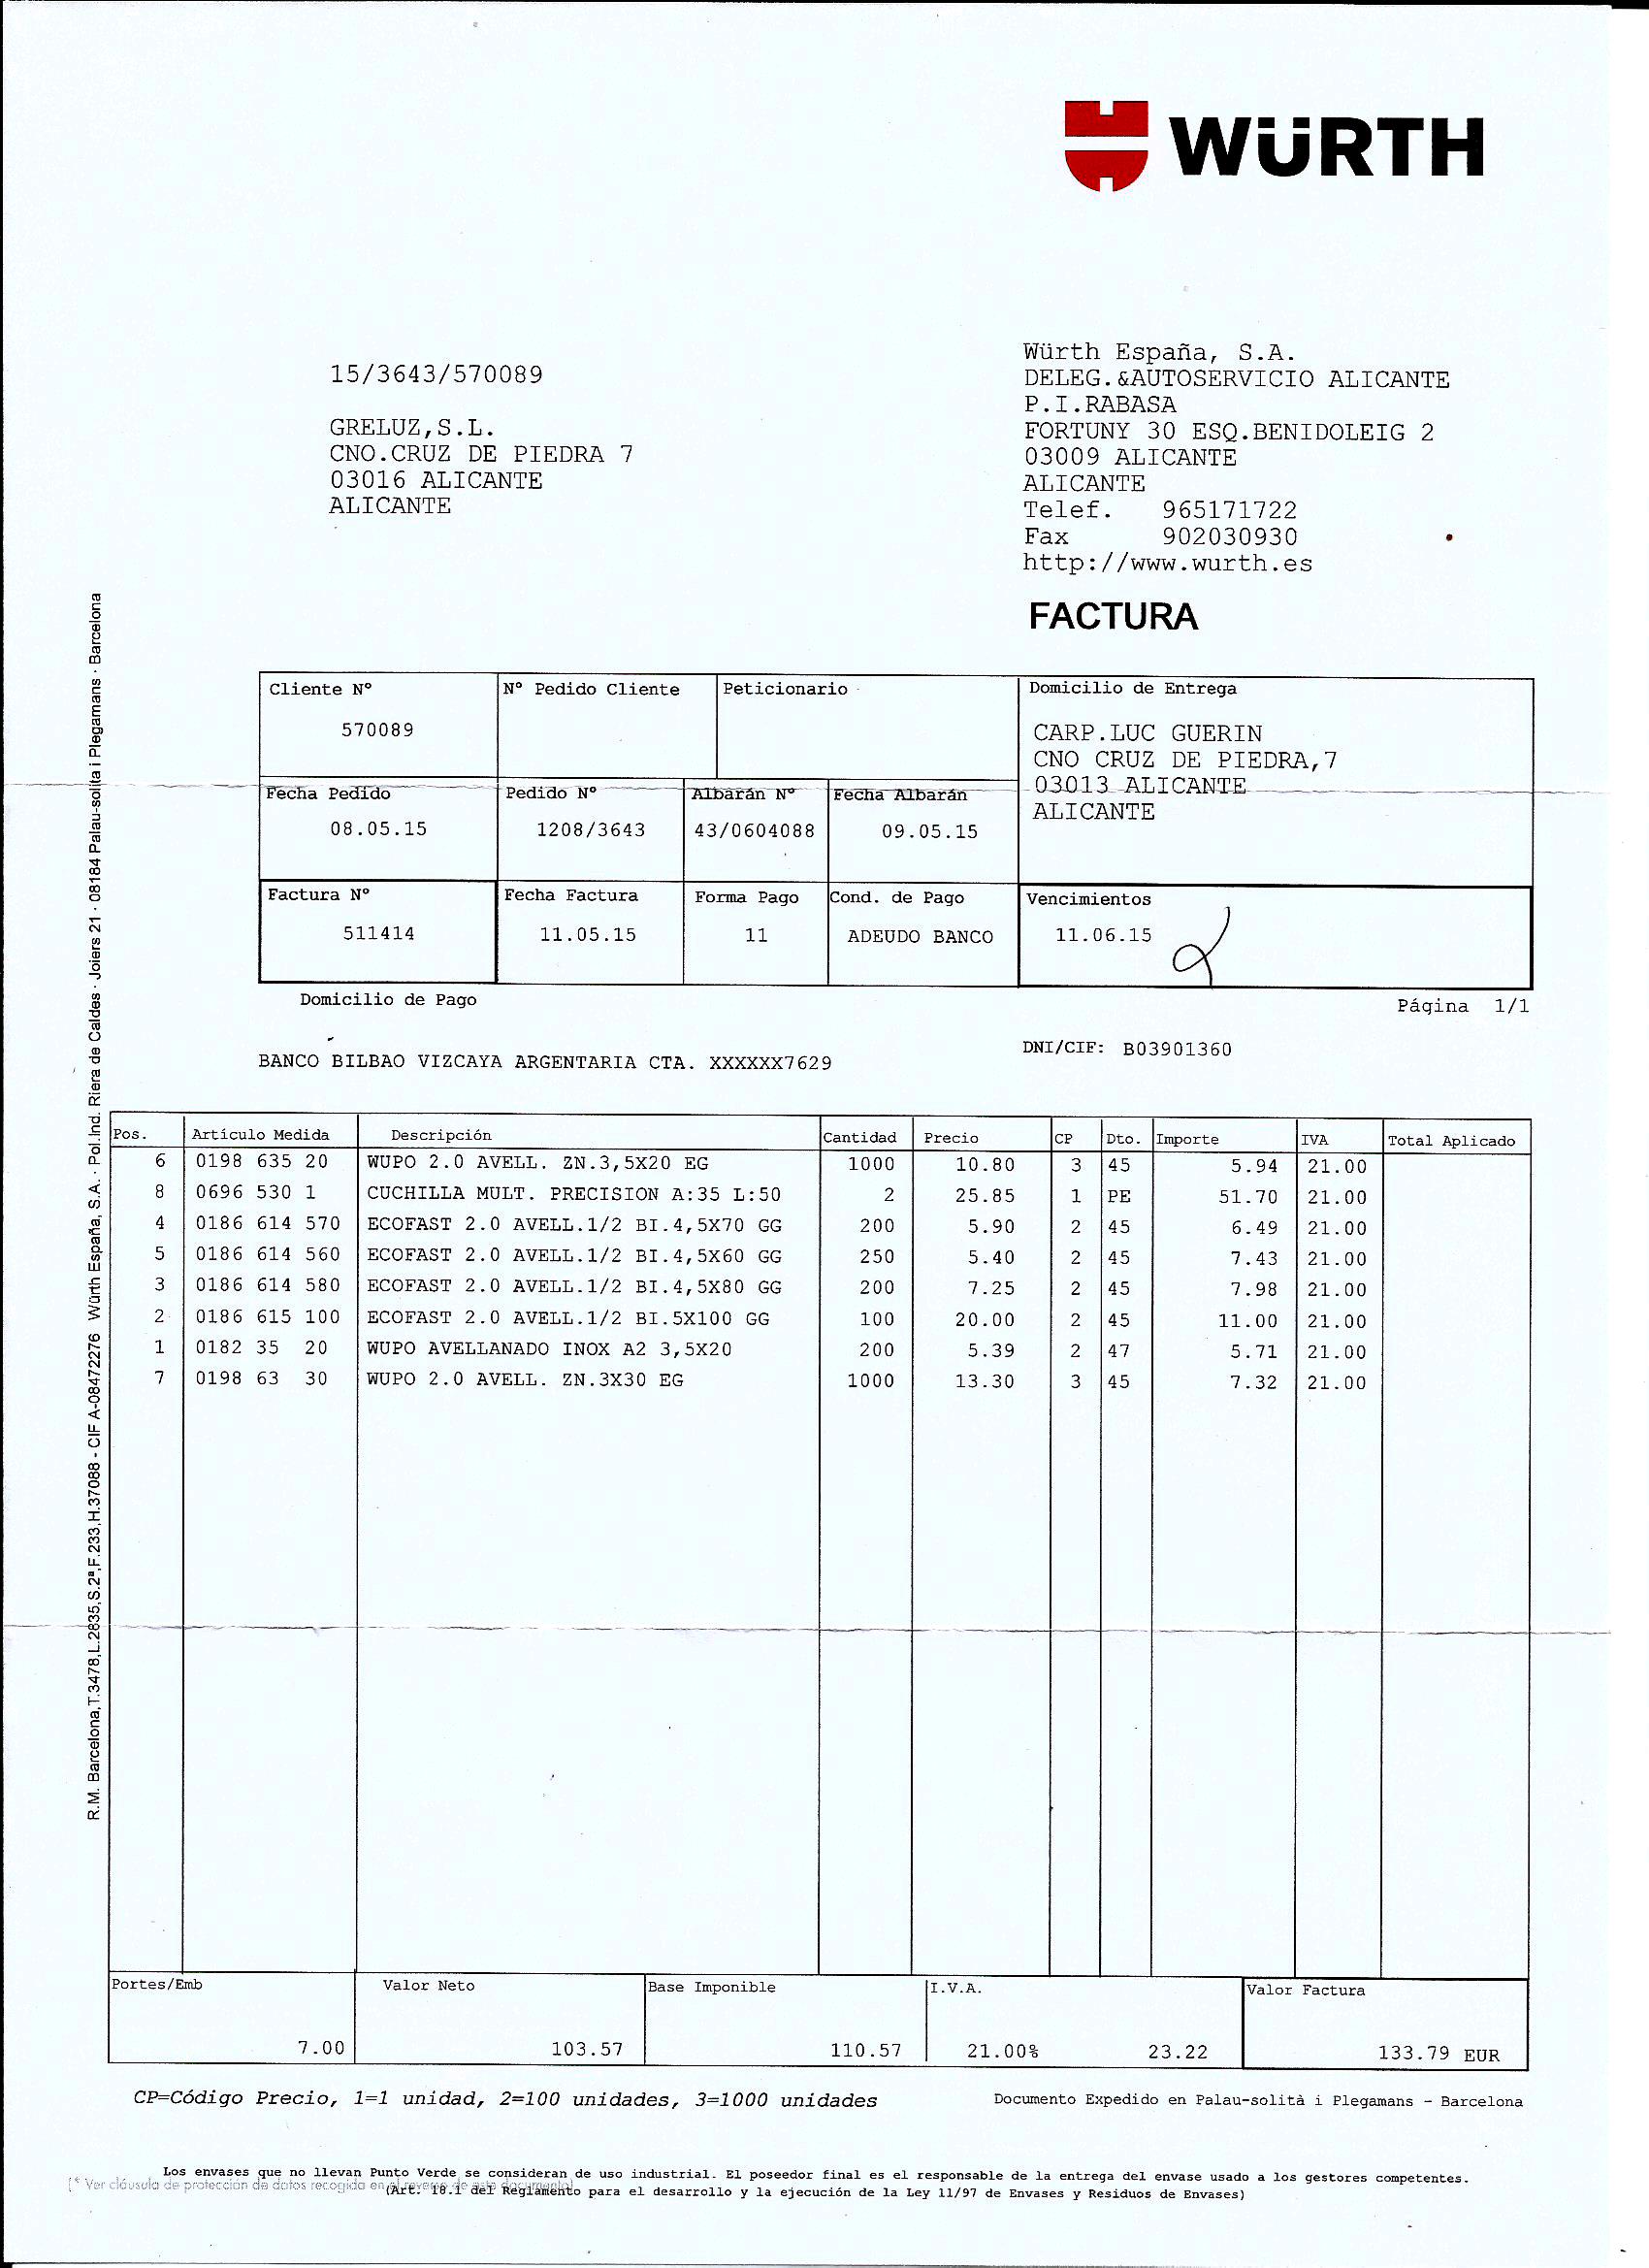 WÜRTH
15/3643/570089
GRELUZ,S.L.
CNO.CRUZ DE PIEDRA 7
03016 ALICANTE
ALICANTE
Würth España, S.A.
DELEG.&AUTOSERVICIO ALICANTE
P.I.RABASA
FORTUNY 30 ESQ.BENIDOLEIG 2
03009 ALICANTE
ALICANTE
Telef. 965171722
Fax 902030930
http://www.wurth.es
FACTURA
Cliente Nº Nº Pedido Cliente Peticionario Domicilio de Entrega
570089
CARP.LUC GUERIN
CNO CRUZ DE PIEDRA,7
03013 ALICANTE
ALICANTE
Fecha Pedido Pedido Nº Albarán Nº Fecha Albarán
08.05.15 1208/3643 43/0604088 09.05.15
Factura Nº Fecha Factura Forma Pago Cond. de Pago Vencimientos
511414 11.05.15 11 ADEUDO BANCO 11.06.15
Domicilio de Pago Página 1/1
BANCO BILBAO VIZCAYA ARGENTARIA CTA. XXXXXX7629 DNI/CIF: B03901360
Pos. Artículo Medida Descripción Cantidad Precio CP Dto. Importe IVA Total Aplicado
6 0198 635 20 WUPO 2.0 AVELL. ZN.3,5X20 EG 1000 10.80 3 45 5.94 21.00
8 0696 530 1 CUCHILLA MULT. PRECISION A:35 L:50 2 25.85 1 PE 51.70 21.00
4 0186 614 570 ECOFAST 2.0 AVELL.1/2 BI.4,5X70 GG 200 5.90 2 45 6.49 21.00
5 0186 614 560 ECOFAST 2.0 AVELL.1/2 BI.4,5X60 GG 250 5.40 2 45 7.43 21.00
3 0186 614 580 ECOFAST 2.0 AVELL.1/2 BI.4,5X80 GG 200 7.25 2 45 7.98 21.00
2 0186 615 100 ECOFAST 2.0 AVELL.1/2 BI.5X100 GG 100 20.00 2 45 11.00 21.00
1 0182 35 20 WUPO AVELLANADO INOX A2 3,5X20 200 5.39 2 47 5.71 21.00
7 0198 63 30 WUPO 2.0 AVELL. ZN.3X30 EG 1000 13.30 3 45 7.32 21.00
Portes/Emb Valor Neto Base Imponible I.V.A. Valor Factura
7.00 103.57 110.57 21.00% 23.22 133.79 EUR
CP=Código Precio, 1=1 unidad, 2=100 unidades, 3=1000 unidades
Documento Expedido en Palau-solità i Plegamans - Barcelona
Los envases que no llevan Punto Verde se consideran de uso industrial. El poseedor final es el responsable de la entrega del envase usado a los gestores competentes.
(* Ver cláusula de protección de datos recogida en el reverso de este documento)
(Art. 18.1 del Reglamento para el desarrollo y la ejecución de la Ley 11/97 de Envases y Residuos de Envases)
R.M. Barcelona,T.3478,L.2835,S.2ª,F.233,H.37088 - CIF A-08472276 Würth España, S.A. · Pol.Ind. Riera de Caldes · Joiers 21 · 08184 Palau-solita i Plegamans · Barcelona